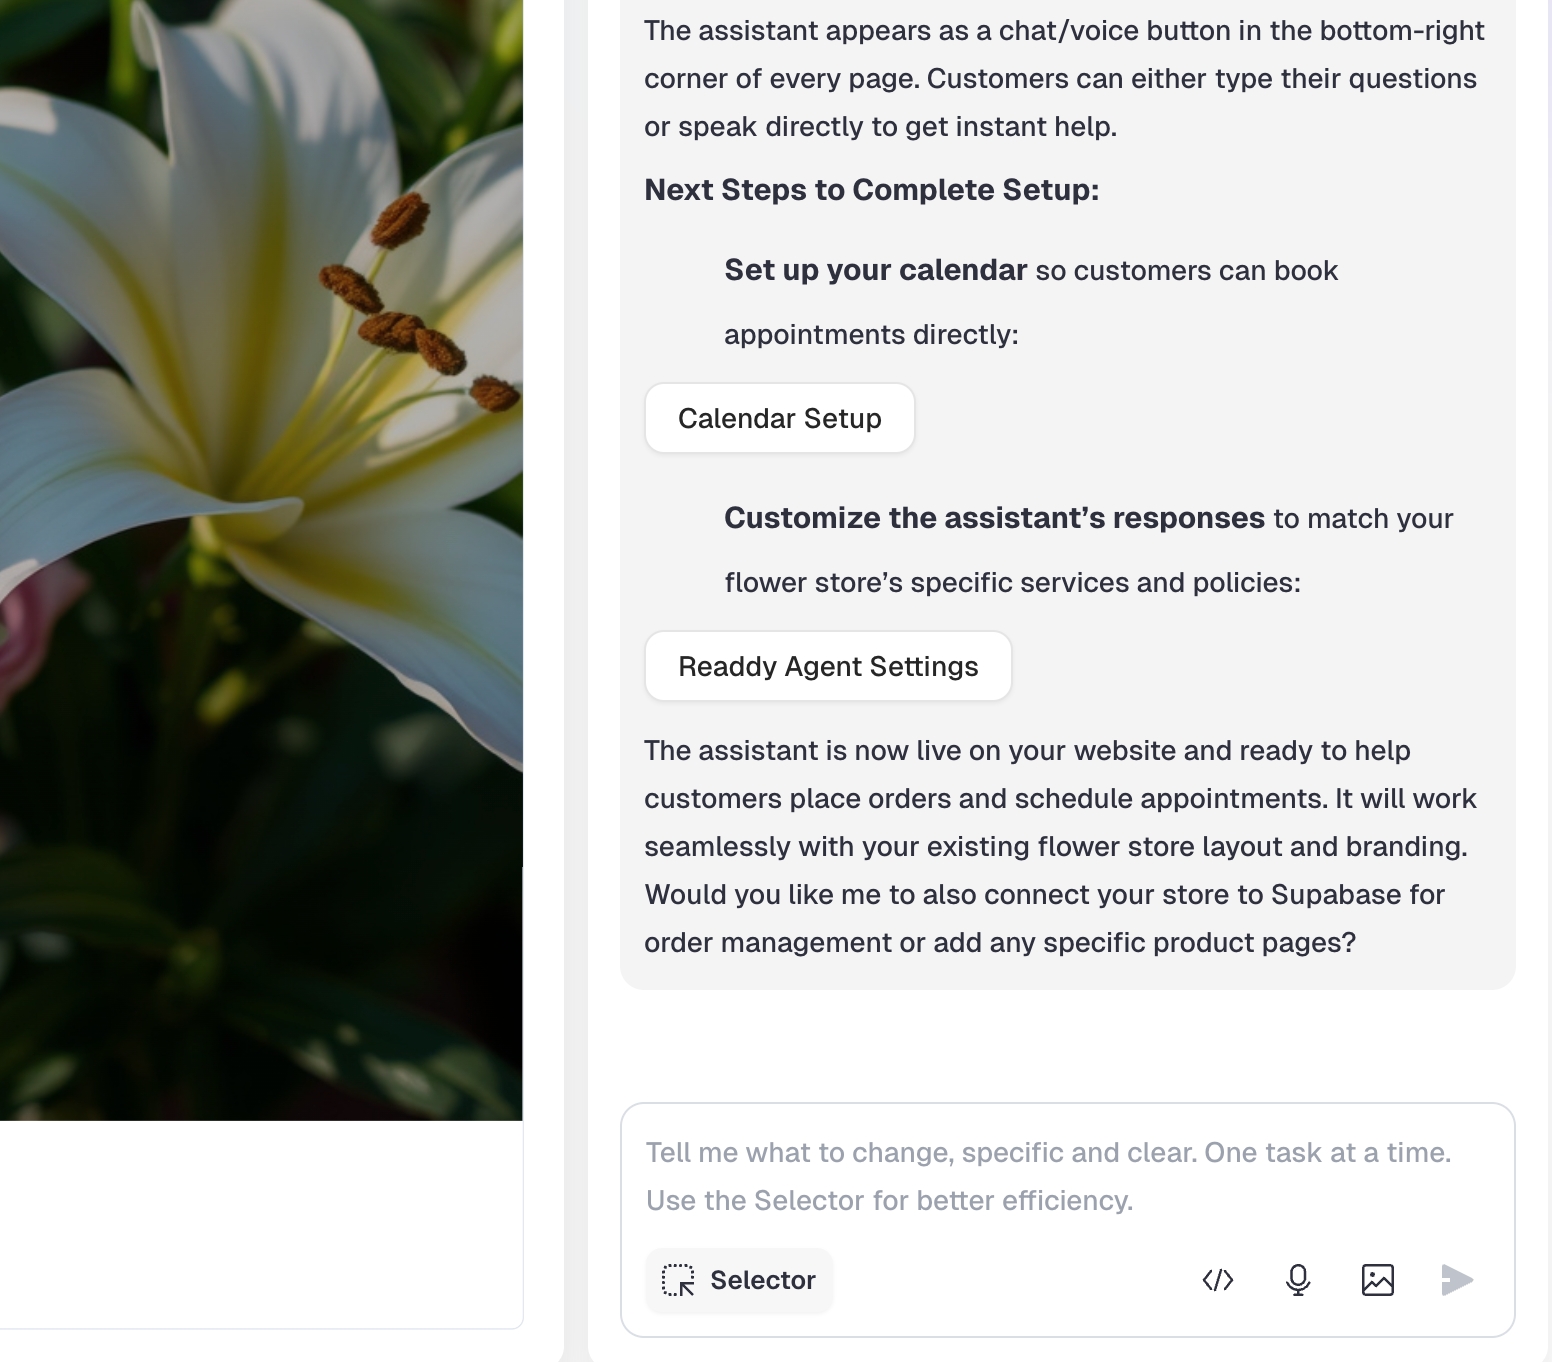 The assistant appears as a chat/voice button in the bottom-right
corner of every page. Customers can either type their questions
or speak directly to get instant help.
Next Steps to Complete Setup:
Set up your calendar so customers can book
appointments directly:
Calendar Setup
Customize the assistant’s responses to match your
flower store’s specific services and policies:
Readdy Agent Settings
The assistant is now live on your website and ready to help
customers place orders and schedule appointments. It will work
seamlessly with your existing flower store layout and branding.
Would you like me to also connect your store to Supabase for
order management or add any specific product pages?
Tell me what to change, specific and clear. One task at a time.
Use the Selector for better efficiency.
Selector